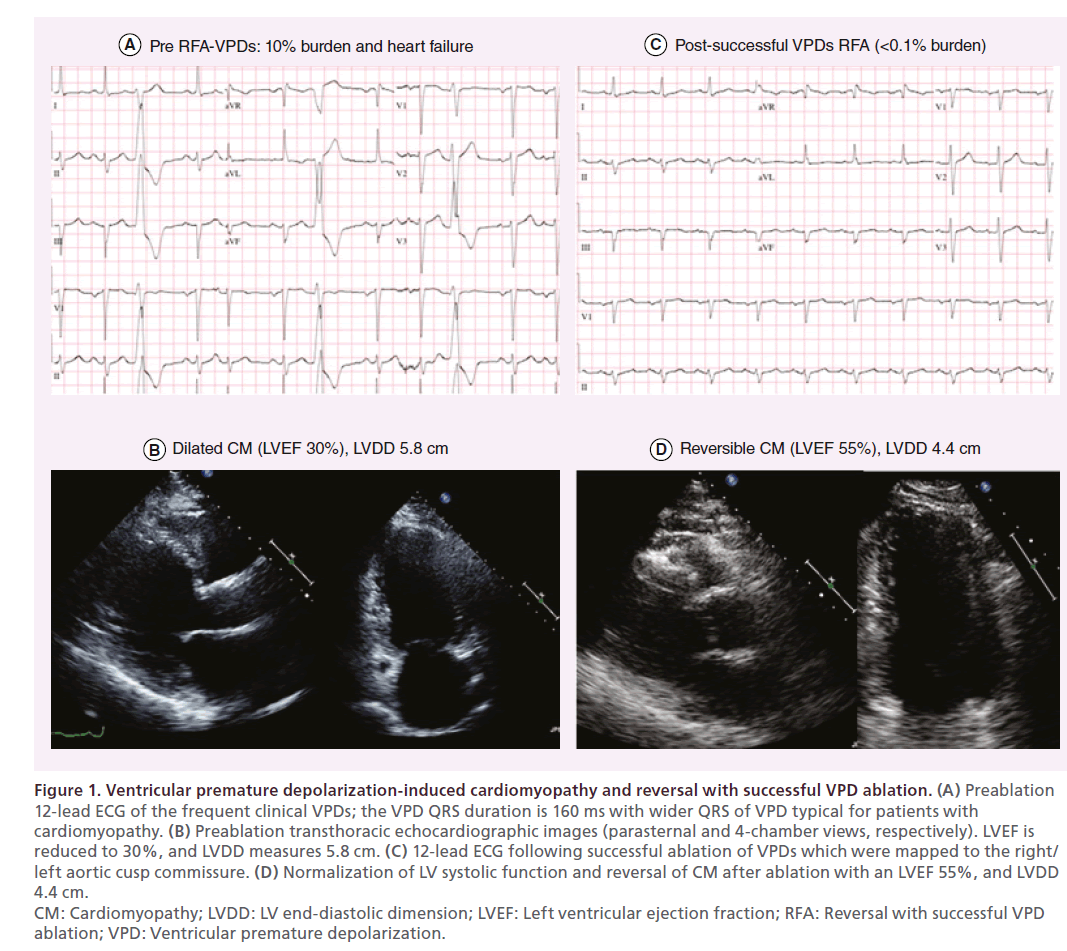 A Pre RFA-VPDs: 10% burden and heart failure
I aVR V1
II aVL V2
III aVF V3
V1
II
C Post-successful VPDs RFA (<0.1% burden)
I aVR V1
II aVL V2
III aVF V3
V1
II
B Dilated CM (LVEF 30%), LVDD 5.8 cm
D Reversible CM (LVEF 55%), LVDD 4.4 cm
Figure 1. Ventricular premature depolarization-induced cardiomyopathy and reversal with successful VPD ablation. (A) Preablation
12-lead ECG of the frequent clinical VPDs; the VPD QRS duration is 160 ms with wider QRS of VPD typical for patients with
cardiomyopathy. (B) Preablation transthoracic echocardiographic images (parasternal and 4-chamber views, respectively). LVEF is
reduced to 30%, and LVDD measures 5.8 cm. (C) 12-lead ECG following successful ablation of VPDs which were mapped to the right/
left aortic cusp commissure. (D) Normalization of LV systolic function and reversal of CM after ablation with an LVEF 55%, and LVDD
4.4 cm.
CM: Cardiomyopathy; LVDD: LV end-diastolic dimension; LVEF: Left ventricular ejection fraction; RFA: Reversal with successful VPD
ablation; VPD: Ventricular premature depolarization.